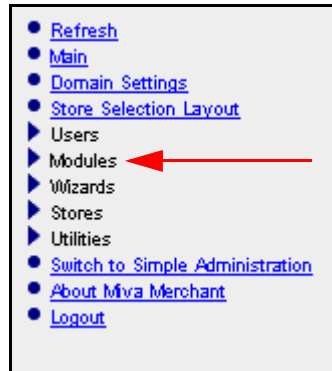 Refresh
Main
Domain Settings
Store Selection Layout
Users
Modules
Wizards
Stores
Utilities
Switch to Simple Administration
About Miva Merchant
Logout